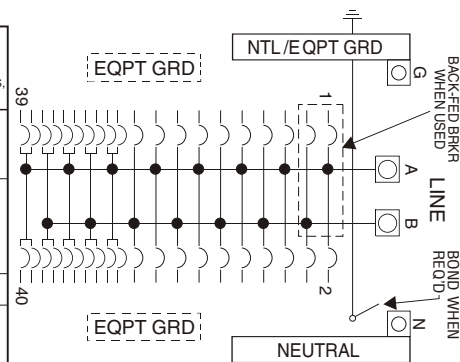 NTL/EQPT GRD
G
BACK-FED BRKR
WHEN USED
EQPT GRD
39
1
A
LINE
B
40
2
BOND WHEN
REQ'D
EQPT GRD
N
NEUTRAL